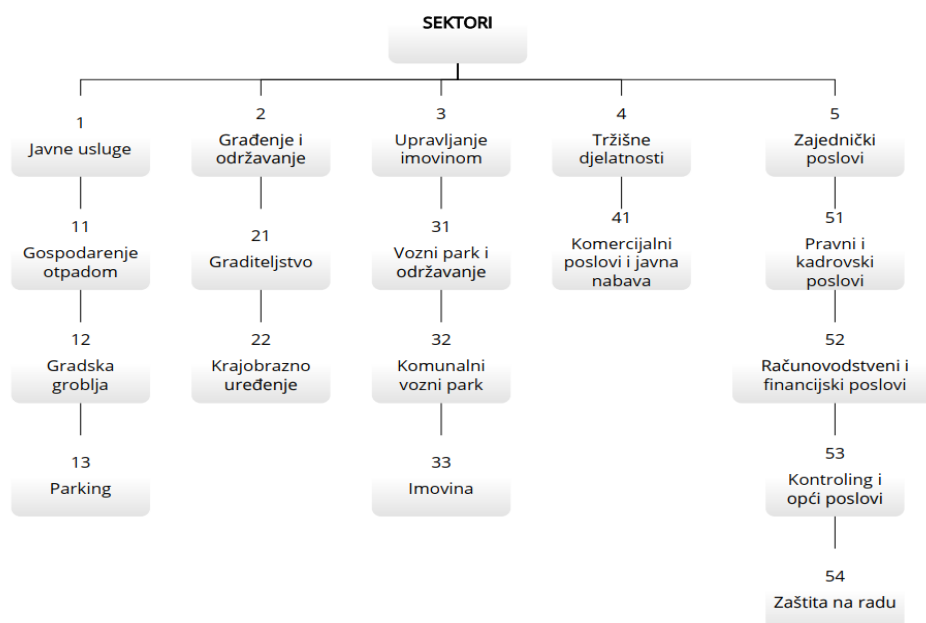 SEKTORI
1
Javne usluge
2
Građenje i
održavanje
3
Upravljanje
imovinom
4
Tržišne
djelatnosti
5
Zajednički
poslovi
11
Gospodarenje
otpadom
21
Graditeljstvo
31
Vozni park i
održavanje
41
Komercijalni
poslovi i javna
nabava
51
Pravni i
kadrovski
poslovi
12
Gradska
groblja
22
Krajobrazno
uređenje
32
Komunalni
vozni park
52
Računovodstveni i
financijski poslovi
13
Parking
33
Imovina
53
Kontroling i
opći poslovi
54
Zaštita na radu